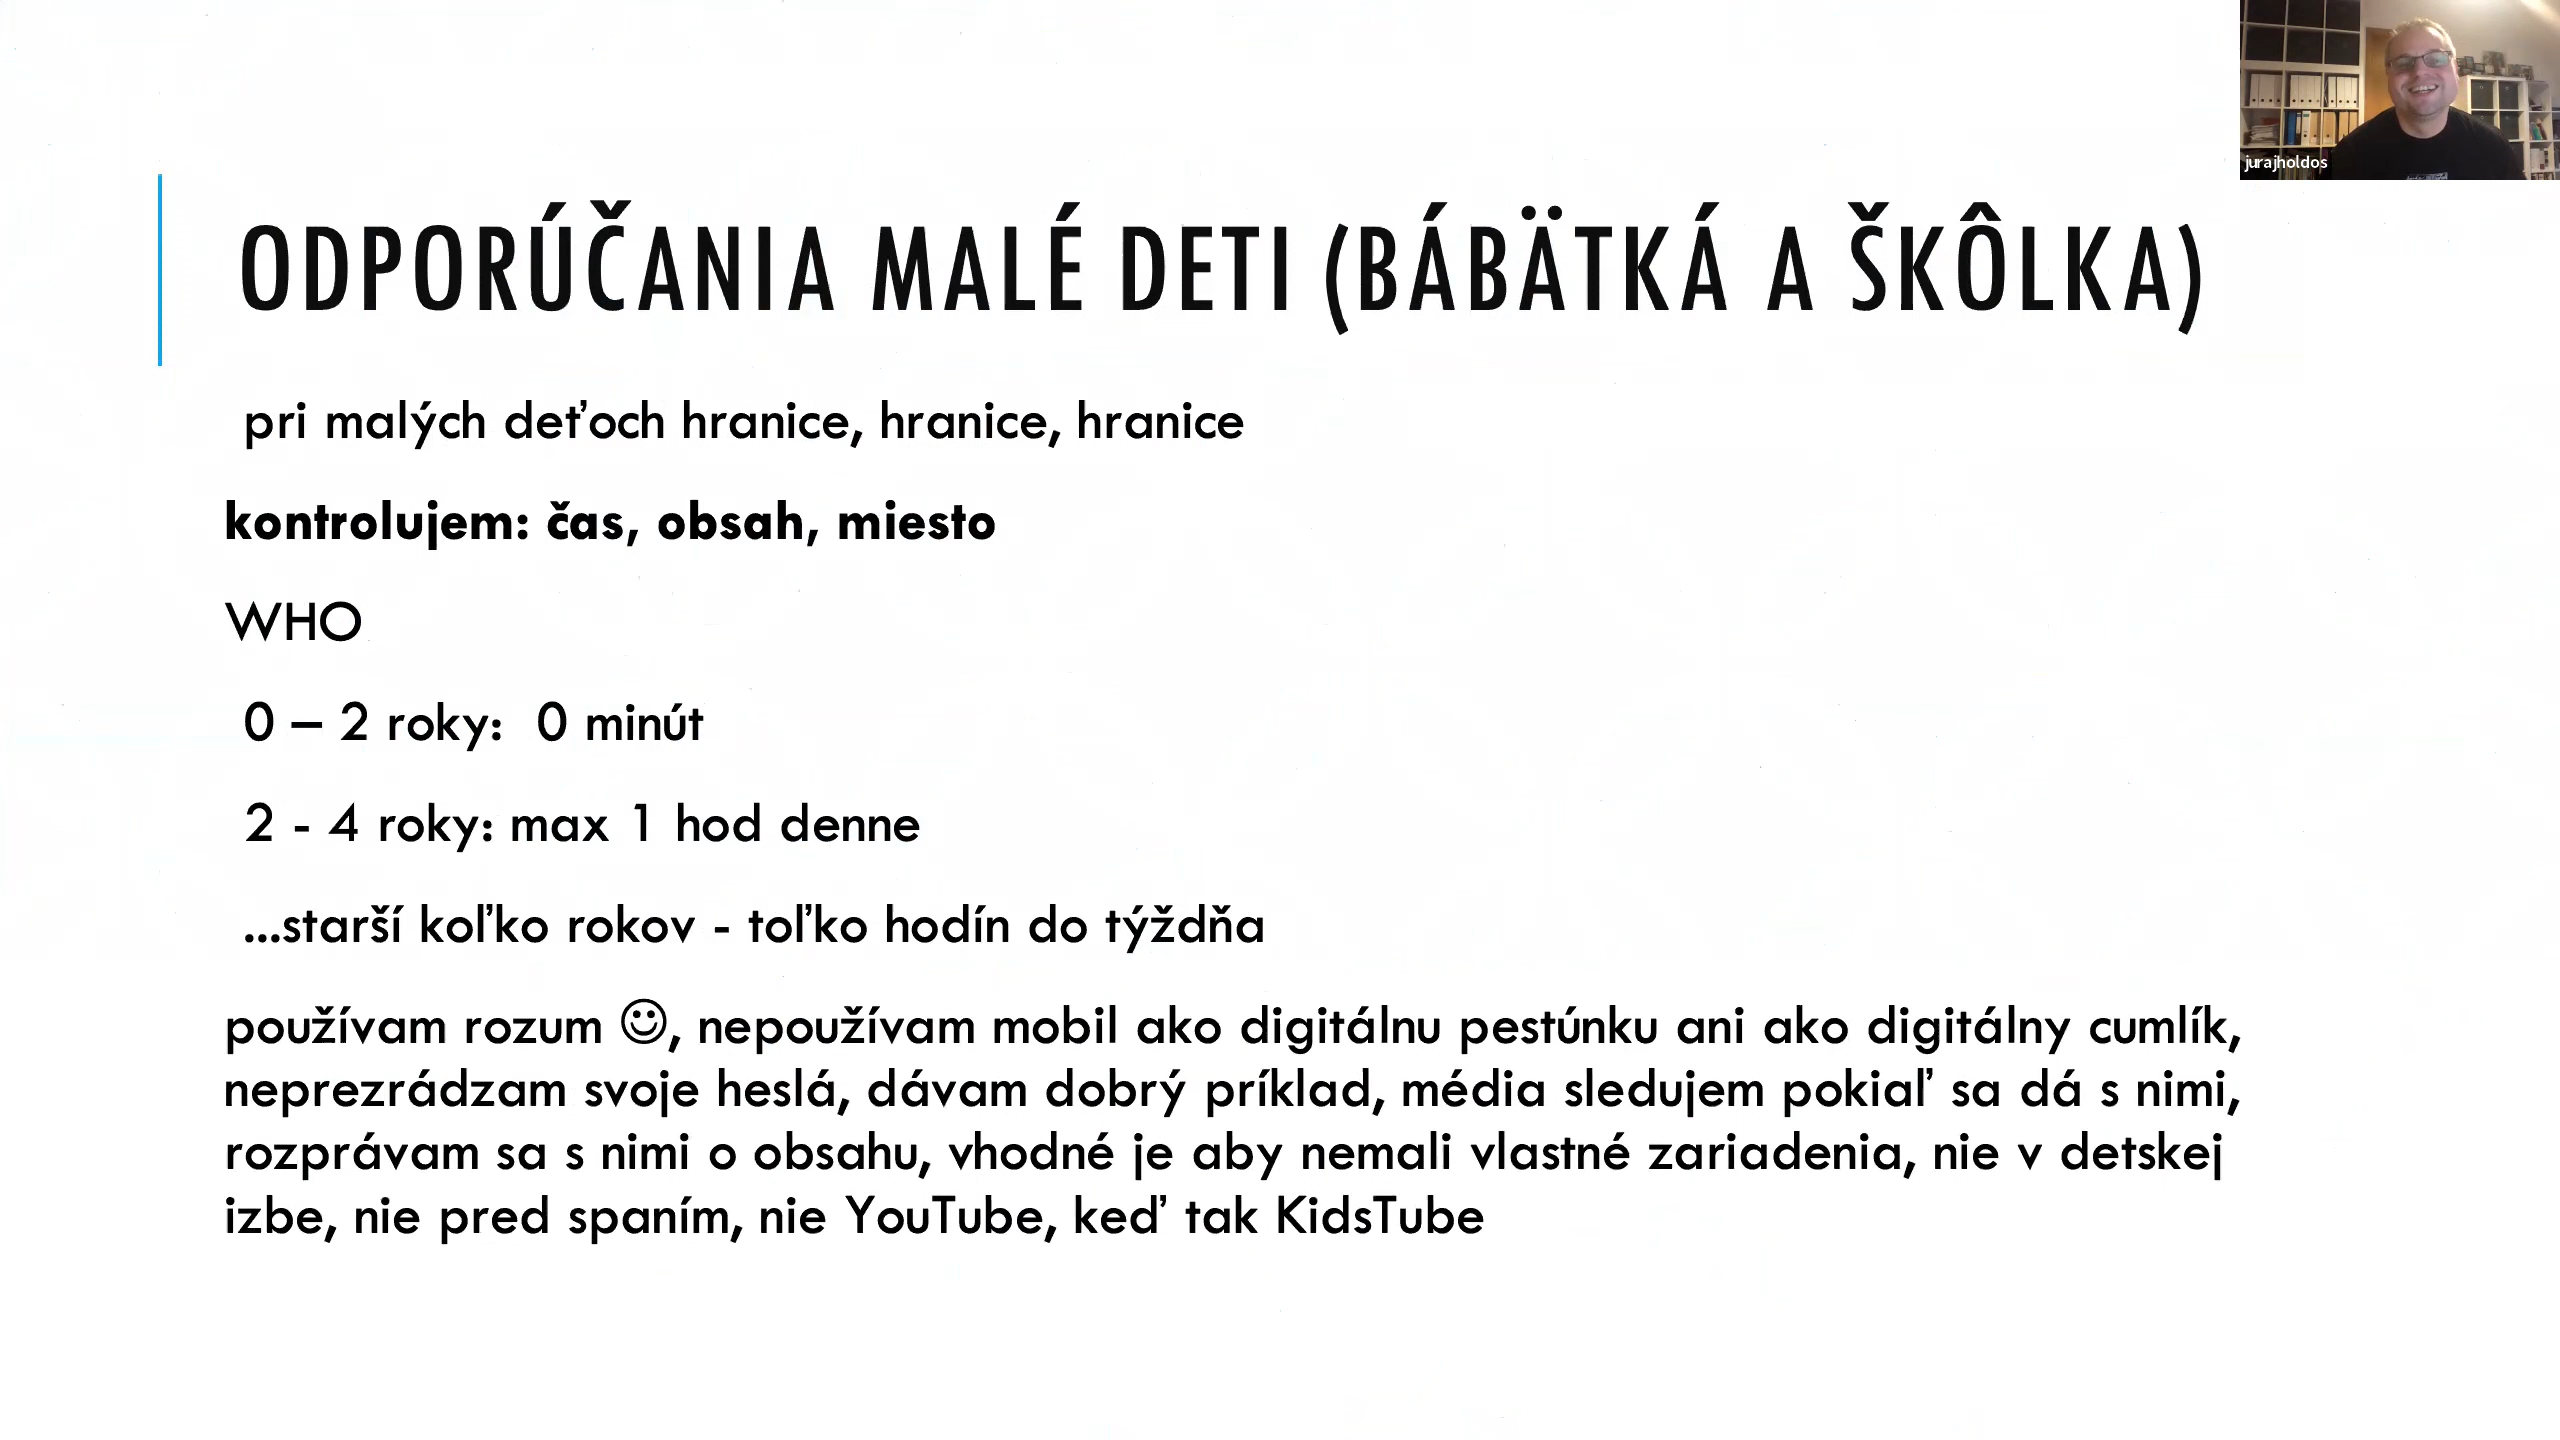 jurajholdos
ODPORÚČANIA MALÉ DETI (BÁBÄTKÁ A ŠKÔLKA)
pri malých deťoch hranice, hranice, hranice
kontrolujem: čas, obsah, miesto
WHO
0 – 2 roky: 0 minút
2 - 4 roky: max 1 hod denne
...starší koľko rokov - toľko hodín do týždňa
používam rozum ☺, nepoužívam mobil ako digitálnu pestúnku ani ako digitálny cumlík,
neprezrádzam svoje heslá, dávam dobrý príklad, média sledujem pokiaľ sa dá s nimi,
rozprávam sa s nimi o obsahu, vhodné je aby nemali vlastné zariadenia, nie v detskej
izbe, nie pred spaním, nie YouTube, keď tak KidsTube